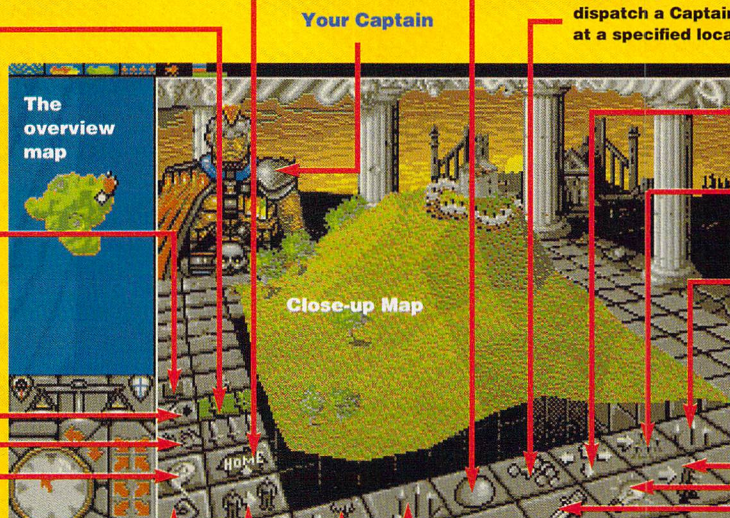 Your Captain
dispatch a Captain
at a specified loca
The
overview
map
Close-up Map
HOME